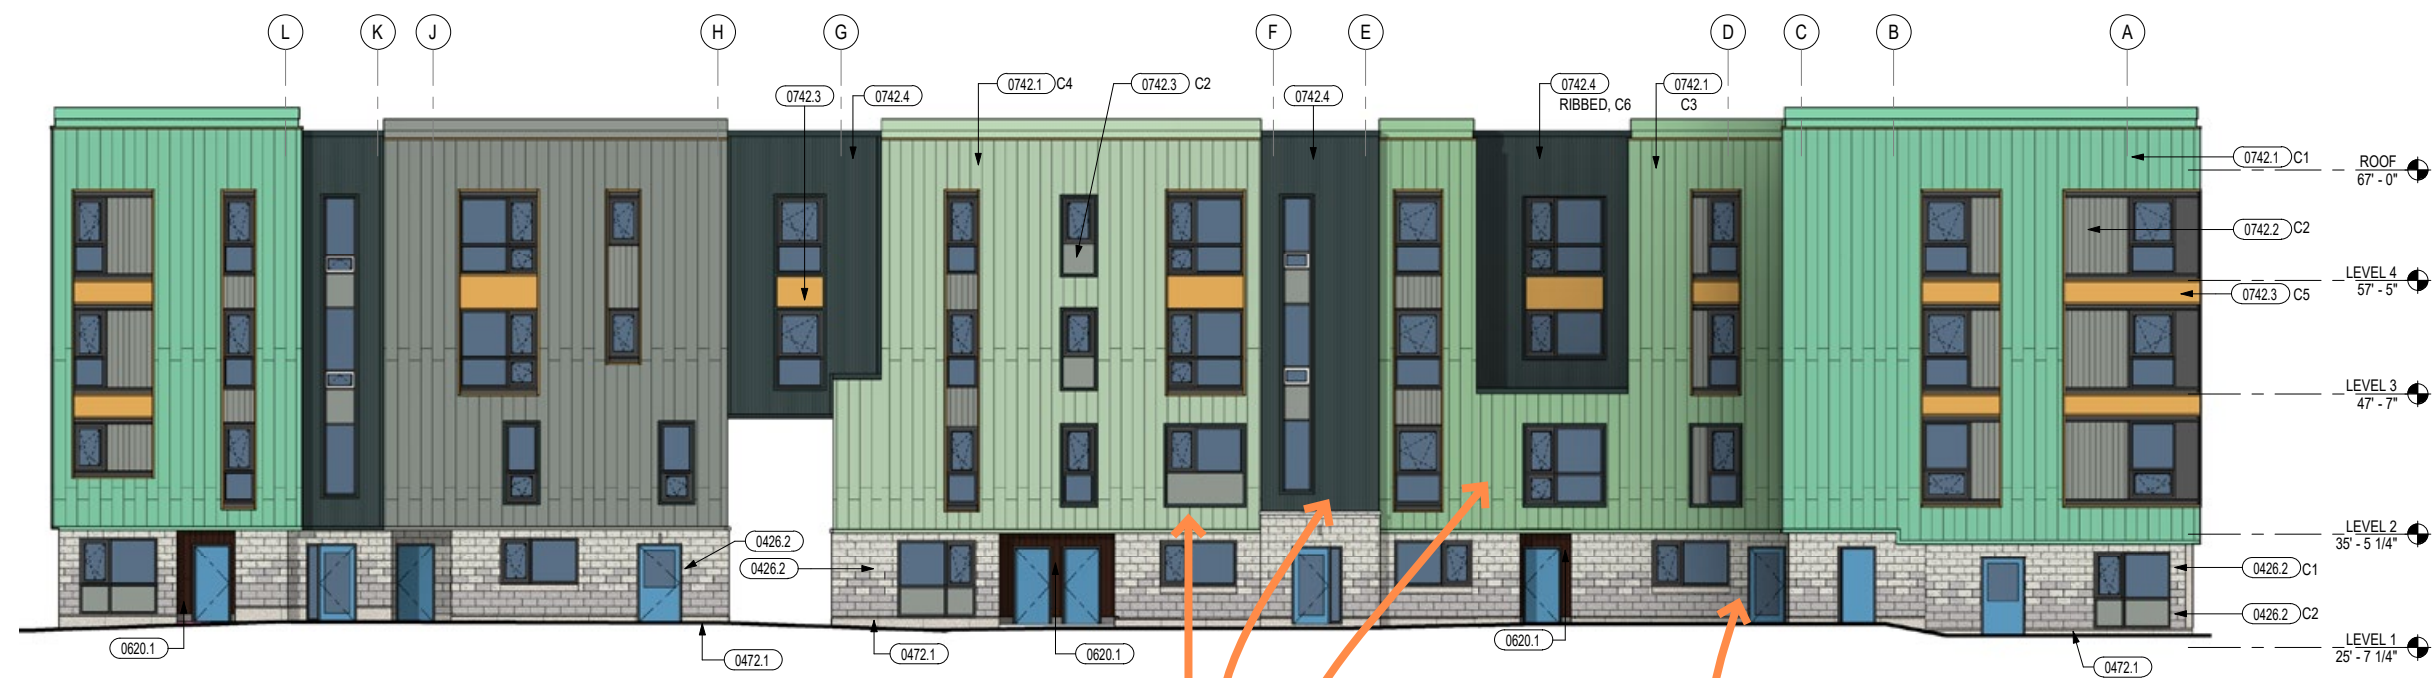 L K J H G F E D C B A
0742.3
0742.4
0742.1 C4
0742.3 C2
0742.4
0742.4
RIBBED, C6
0742.1
C3
0742.1 C1
ROOF
67' - 0"
0742.2 C2
LEVEL 4
57' - 5"
0742.3 C5
LEVEL 3
47' - 7"
LEVEL 2
35' - 5 1/4"
0426.2
0426.2
0426.2 C1
0426.2 C2
0620.1
0472.1
0472.1
0620.1
0620.1
0472.1
LEVEL 1
25' - 7 1/4"